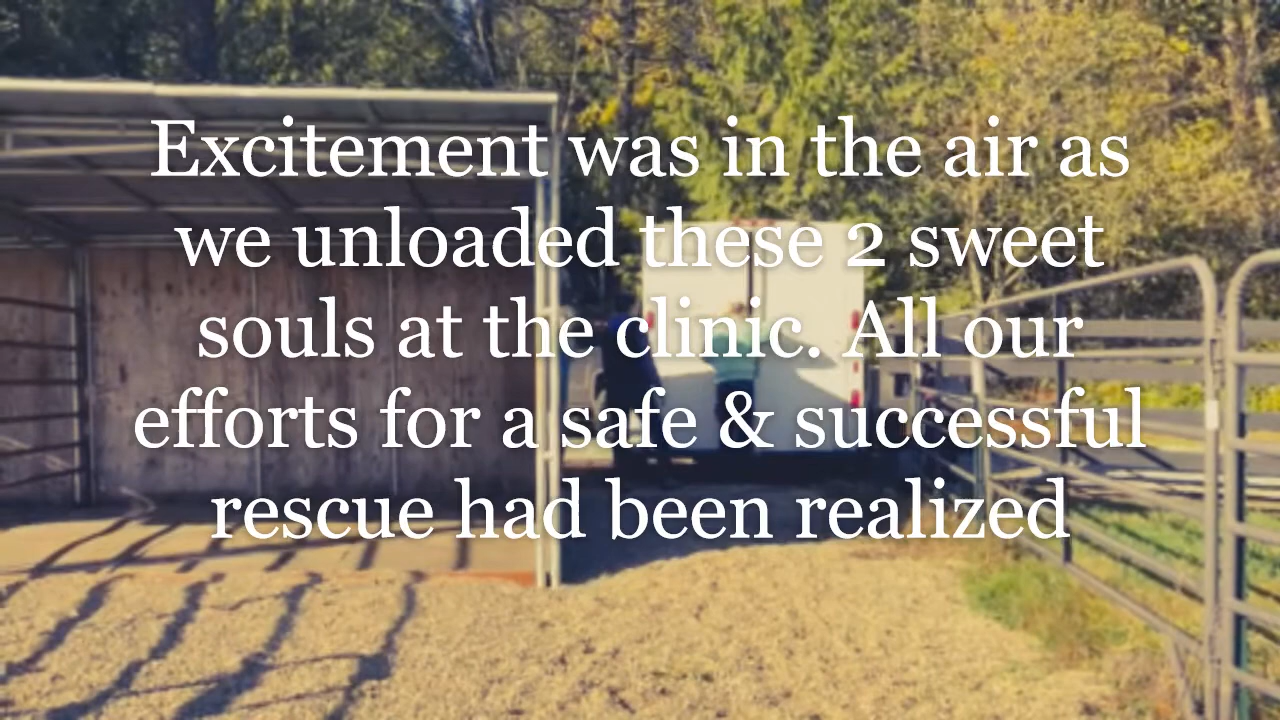 Excitement was in the air as
we unloaded these 2 sweet
souls at the clinic. All our
efforts for a safe & successful
rescue had been realized